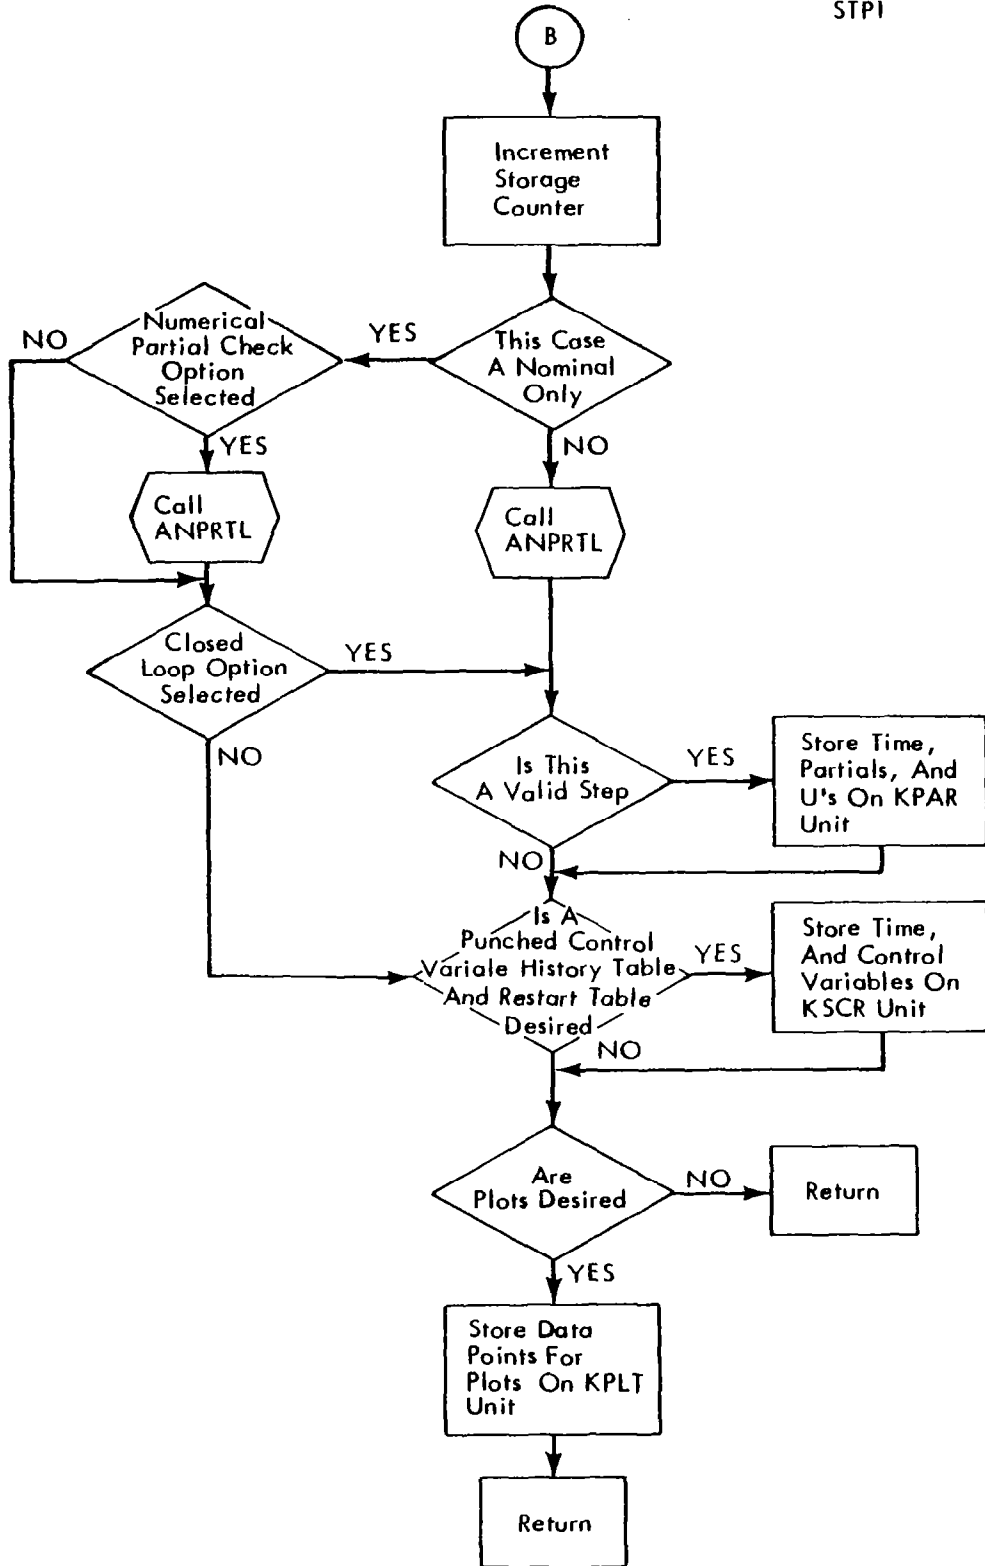 STPI
B
Increment
Storage
Counter
Numerical
Partial Check
Option
Selected
NO
YES
This Case
A Nominal
Only
YES
NO
Call
ANPRTL
Call
ANPRTL
Closed
Loop Option
Selected
YES
NO
Is This
A Valid Step
YES
Store Time,
Partials, And
U's On KPAR
Unit
NO
Is A
Punched Control
Variale History Table
And Restart Table
Desired
YES
Store Time,
And Control
Variables On
KSCR Unit
NO
Are
Plots Desired
NO
Return
YES
Store Data
Points For
Plots On KPLT
Unit
Return